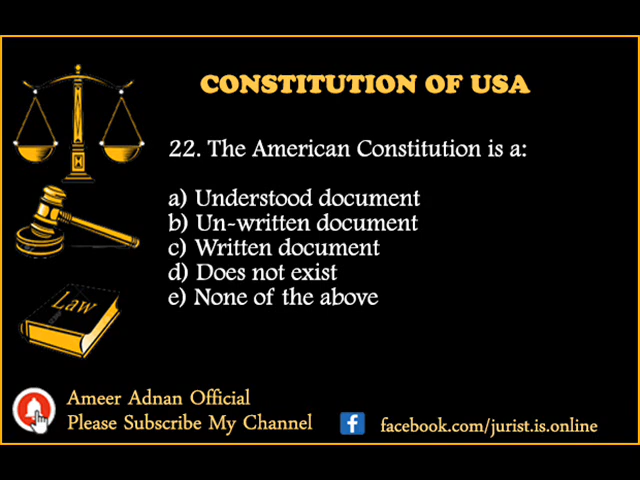 CONSTITUTION OF USA
22. The American Constitution is a:
a) Understood document
b) Un-written document
c) Written document
d) Does not exist
e) None of the above
Law
Ameer Adnan Official
Please Subscribe My Channel
facebook.com/jurist.is.online